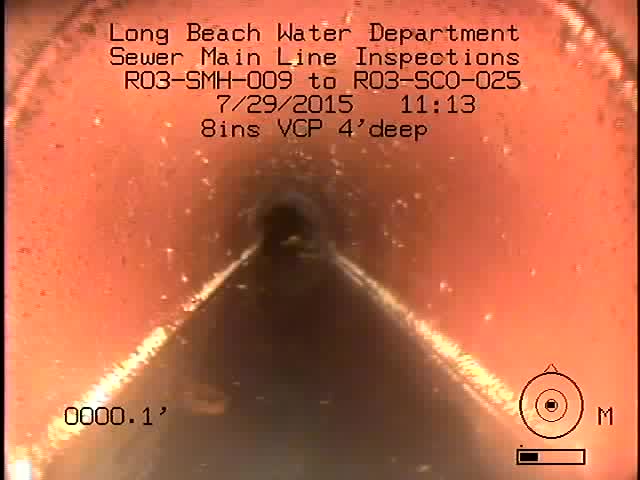 Long Beach Water Department
Sewer Main Line Inspections
R03-SMH-009 to R03-SCO-025
7/29/2015 11:13
8ins VCP 4'deep
0000.1'
M